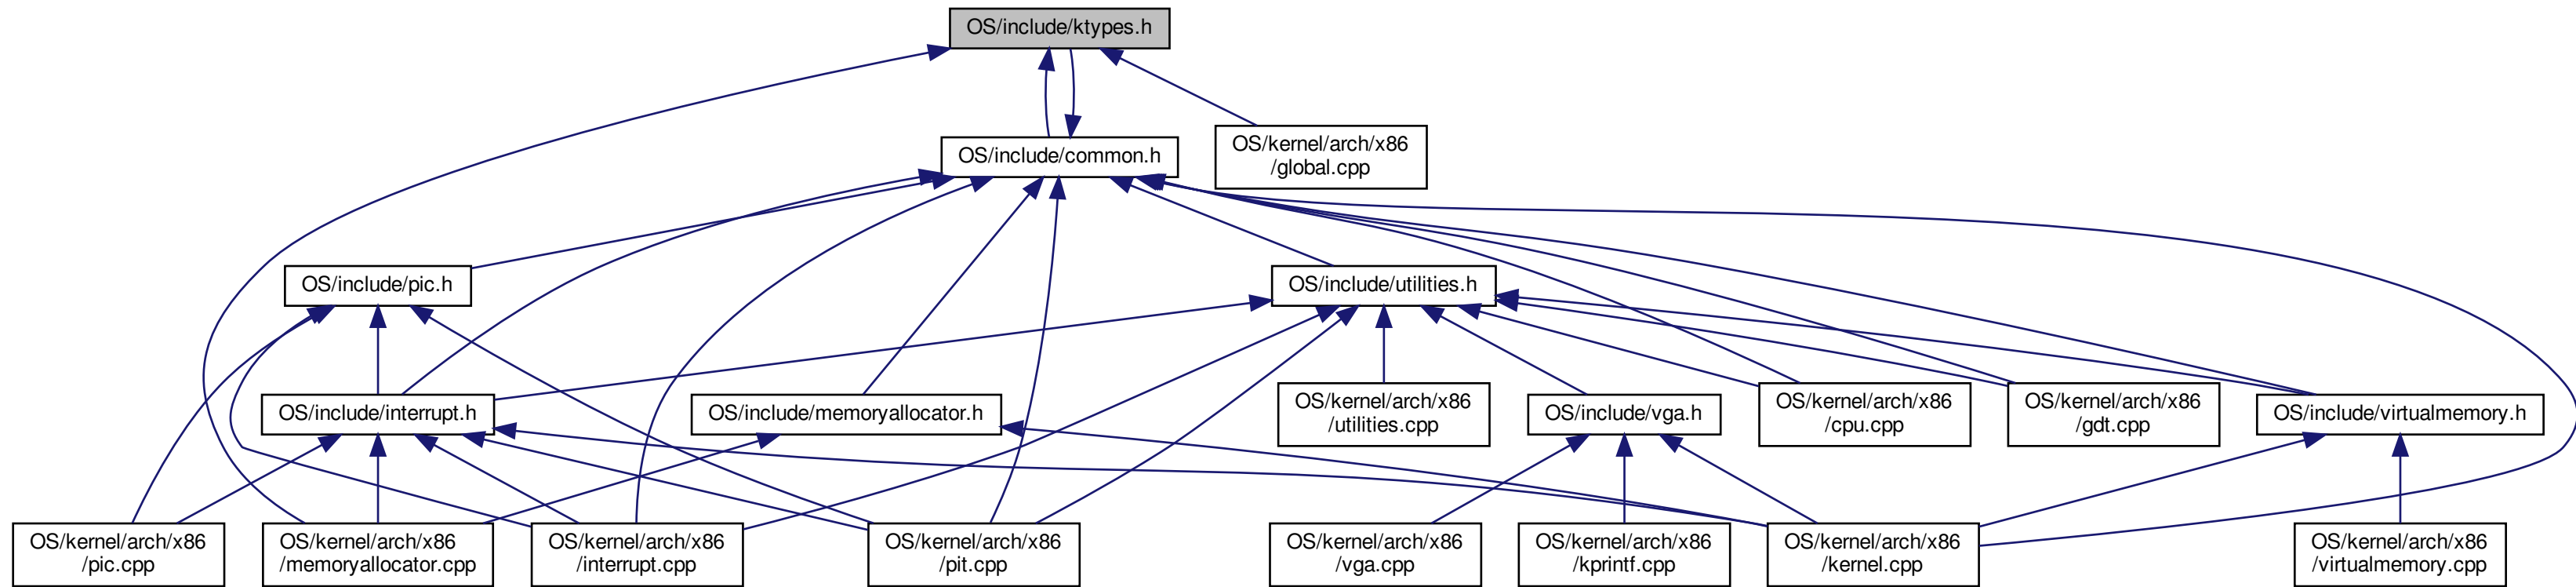 OS/include/ktypes.h
OS/include/common.h
OS/kernel/arch/x86
/global.cpp
OS/include/pic.h
OS/include/utilities.h
OS/include/interrupt.h
OS/include/memoryallocator.h
OS/kernel/arch/x86
/utilities.cpp
OS/include/vga.h
OS/kernel/arch/x86
/cpu.cpp
OS/kernel/arch/x86
/gdt.cpp
OS/include/virtualmemory.h
OS/kernel/arch/x86
/pic.cpp
OS/kernel/arch/x86
/memoryallocator.cpp
OS/kernel/arch/x86
/interrupt.cpp
OS/kernel/arch/x86
/pit.cpp
OS/kernel/arch/x86
/vga.cpp
OS/kernel/arch/x86
/kprintf.cpp
OS/kernel/arch/x86
/kernel.cpp
OS/kernel/arch/x86
/virtualmemory.cpp